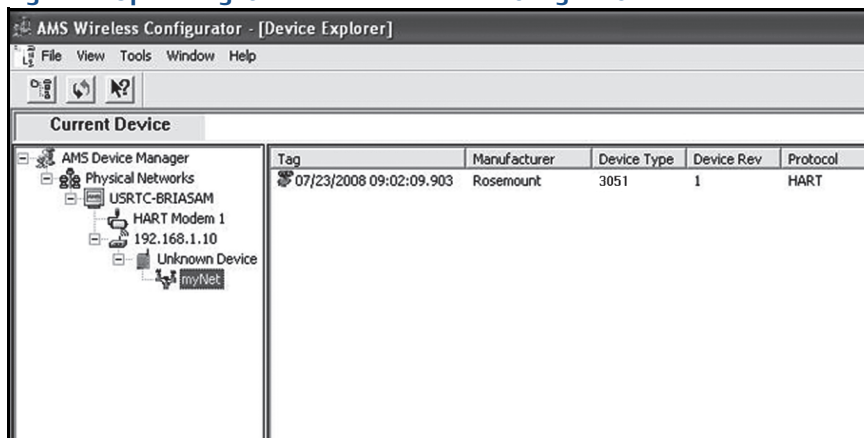 AMS Wireless Configurator - [Device Explorer]
File View Tools Window Help
Current Device
AMS Device Manager
Physical Networks
USRTC-BRIASAM
HART Modem 1
192.168.1.10
Unknown Device
myNet
Tag Manufacturer Device Type Device Rev Protocol
07/23/2008 09:02:09.903 Rosemount 3051 1 HART